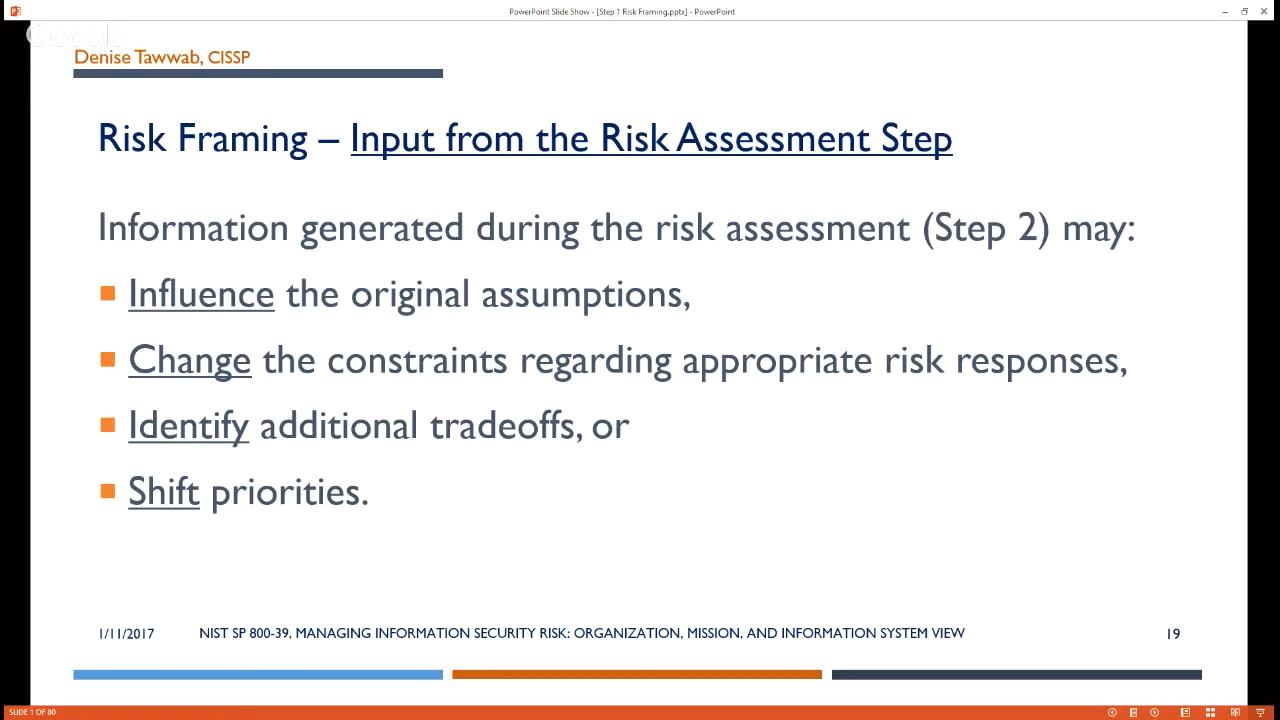 PowerPoint Slide Show - [Step 1 Risk Framing.pptx] - PowerPoint
Google
Denise Tawwab, CISSP
Risk Framing – Input from the Risk Assessment Step
Information generated during the risk assessment (Step 2) may:
Influence the original assumptions,
Change the constraints regarding appropriate risk responses,
Identify additional tradeoffs, or
Shift priorities.
1/11/2017 NIST SP 800-39, MANAGING INFORMATION SECURITY RISK: ORGANIZATION, MISSION, AND INFORMATION SYSTEM VIEW 19
SLIDE 1 OF 80